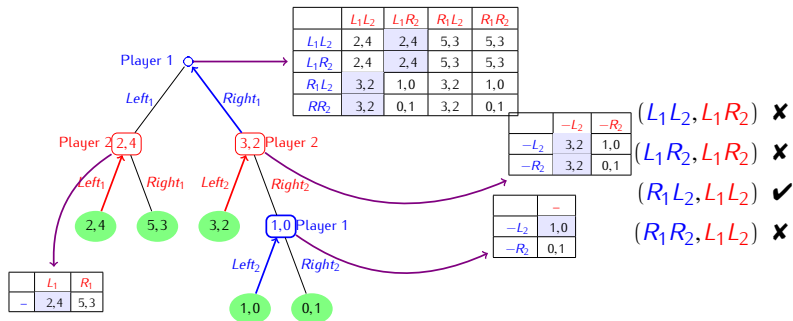 L₁L₂ L₁R₂ R₁L₂ R₁R₂
L₁L₂ 2,4 2,4 5,3 5,3
L₁R₂ 2,4 2,4 5,3 5,3
R₁L₂ 3,2 1,0 3,2 1,0
RR₂ 3,2 0,1 3,2 0,1
Player 1
Left₁ Right₁
Player 2 2,4 3,2 Player 2
Left₁ Right₁ Left₂ Right₂
2,4 5,3 3,2 1,0 Player 1
Left₂ Right₂
1,0 0,1
L₁ R₁
– 2,4 5,3
−L₂ −R₂
−L₂ 3,2 1,0
−R₂ 3,2 0,1
–
−L₂ 1,0
−R₂ 0,1
(L₁L₂, L₁R₂) ✘
(L₁R₂, L₁R₂) ✘
(R₁L₂, L₁L₂) ✔
(R₁R₂, L₁L₂) ✘